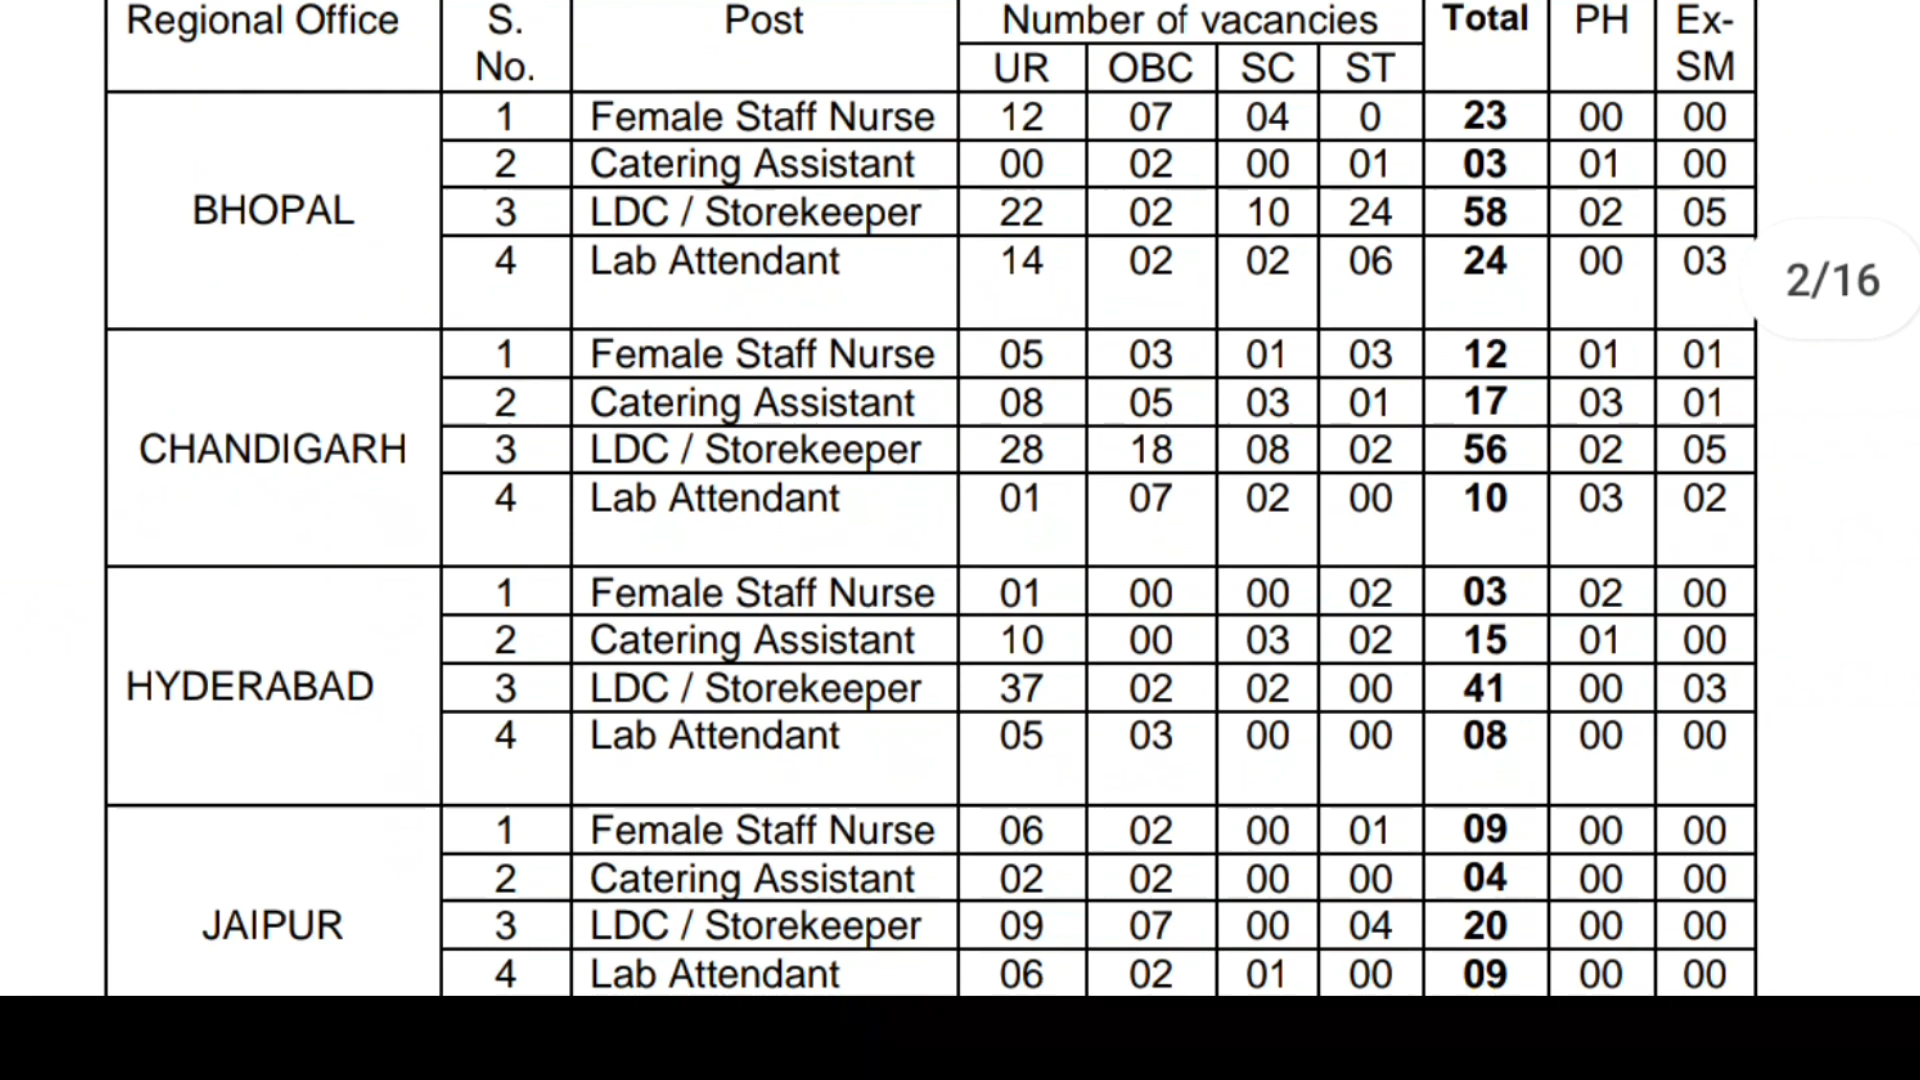 Regional Office S. No. Post Number of vacancies Total PH Ex-SM
UR OBC SC ST
BHOPAL
1 Female Staff Nurse 12 07 04 0 23 00 00
2 Catering Assistant 00 02 00 01 03 01 00
3 LDC / Storekeeper 22 02 10 24 58 02 05
4 Lab Attendant 14 02 02 06 24 00 03
2/16
CHANDIGARH
1 Female Staff Nurse 05 03 01 03 12 01 01
2 Catering Assistant 08 05 03 01 17 03 01
3 LDC / Storekeeper 28 18 08 02 56 02 05
4 Lab Attendant 01 07 02 00 10 03 02
HYDERABAD
1 Female Staff Nurse 01 00 00 02 03 02 00
2 Catering Assistant 10 00 03 02 15 01 00
3 LDC / Storekeeper 37 02 02 00 41 00 03
4 Lab Attendant 05 03 00 00 08 00 00
JAIPUR
1 Female Staff Nurse 06 02 00 01 09 00 00
2 Catering Assistant 02 02 00 00 04 00 00
3 LDC / Storekeeper 09 07 00 04 20 00 00
4 Lab Attendant 06 02 01 00 09 00 00